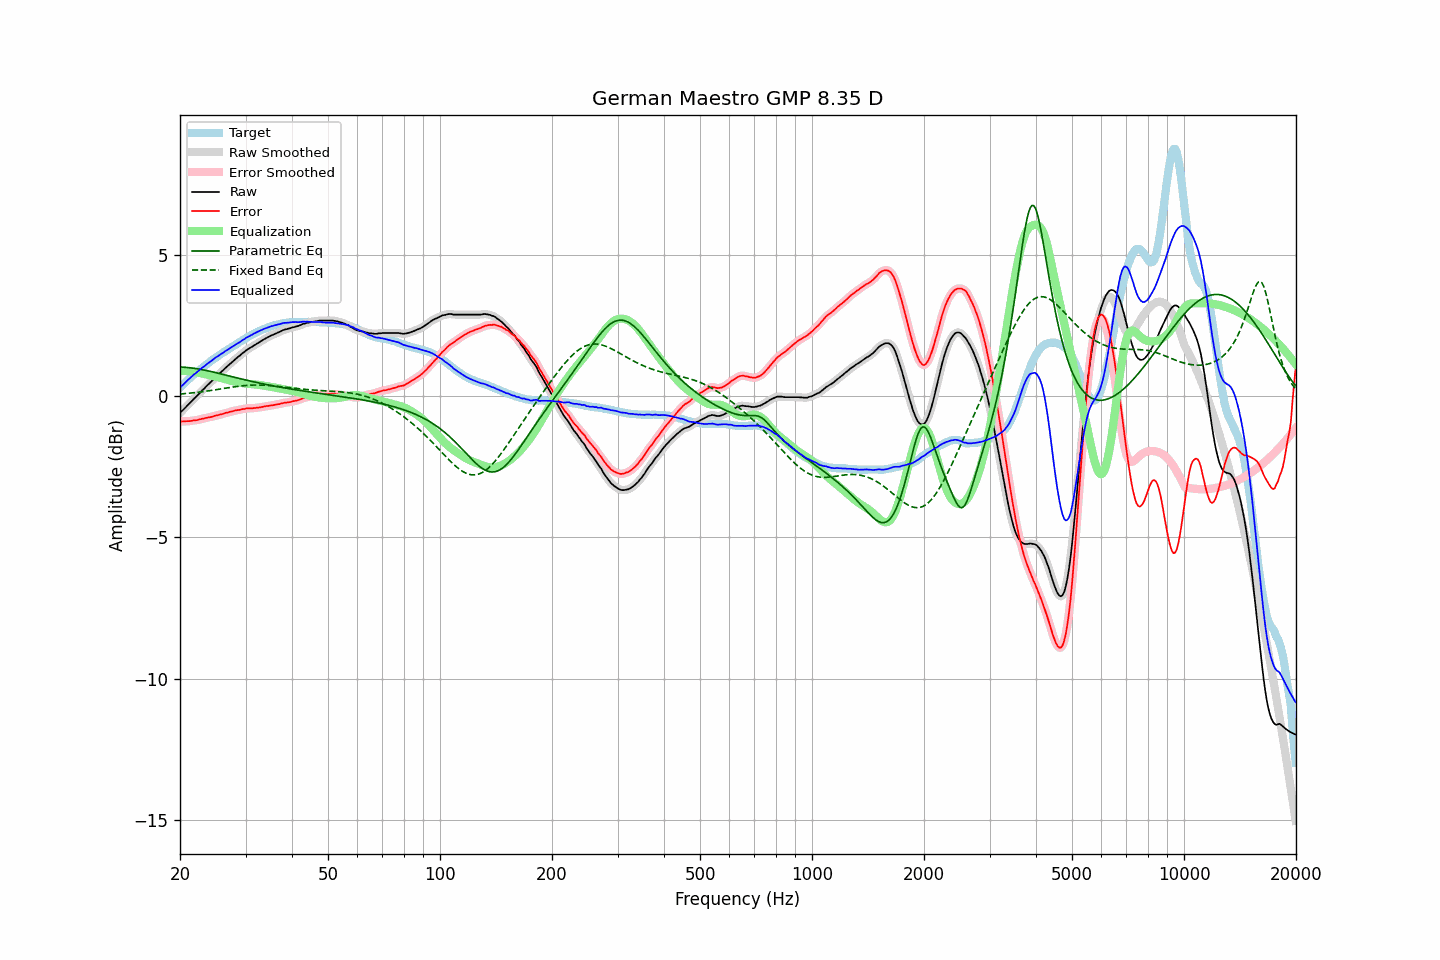 German Maestro GMP 8.35 D
Target
Raw Smoothed
Error Smoothed
Raw
Error
Equalization
Parametric Eq
Fixed Band Eq
Equalized
5
0
−5
−10
−15
Amplitude (dBr)
20
50
100
200
500
1000
2000
5000
10000
20000
Frequency (Hz)